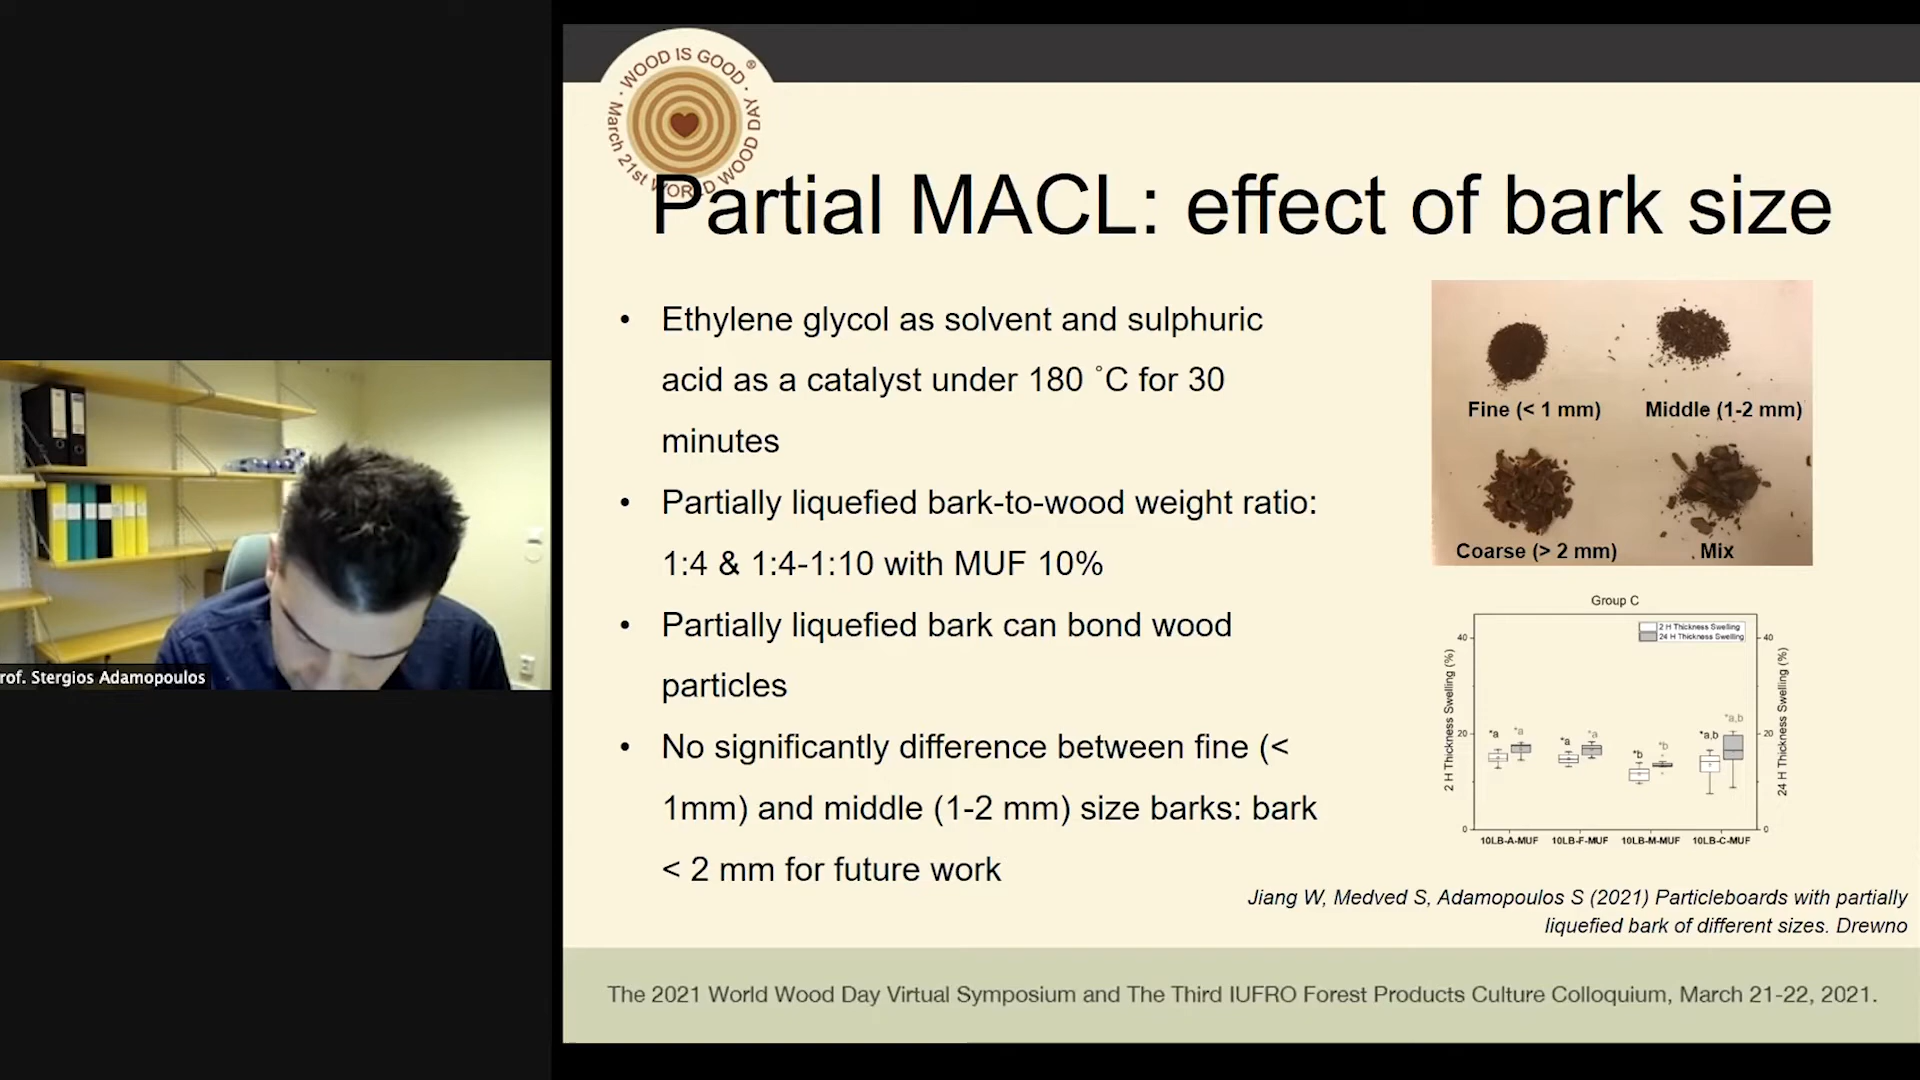 WOOD IS GOOD ®
March 21st WORLD WOOD DAY
Partial MACL: effect of bark size
• Ethylene glycol as solvent and sulphuric
acid as a catalyst under 180 ˚C for 30
minutes
• Partially liquefied bark-to-wood weight ratio:
1:4 & 1:4-1:10 with MUF 10%
• Partially liquefied bark can bond wood
particles
• No significantly difference between fine (<
1mm) and middle (1-2 mm) size barks: bark
< 2 mm for future work
Fine (< 1 mm)
Middle (1-2 mm)
Coarse (> 2 mm)
Mix
Group C
2 H Thickness Swelling
24 H Thickness Swelling
2 H Thickness Swelling (%)
24 H Thickness Swelling (%)
40
20
0
40
20
0
*a
*a
*a
*a
*b
*b
*a,b
*a,b
10LB-A-MUF
10LB-F-MUF
10LB-M-MUF
10LB-C-MUF
Jiang W, Medved S, Adamopoulos S (2021) Particleboards with partially
liquefied bark of different sizes. Drewno
The 2021 World Wood Day Virtual Symposium and The Third IUFRO Forest Products Culture Colloquium, March 21-22, 2021.
rof. Stergios Adamopoulos